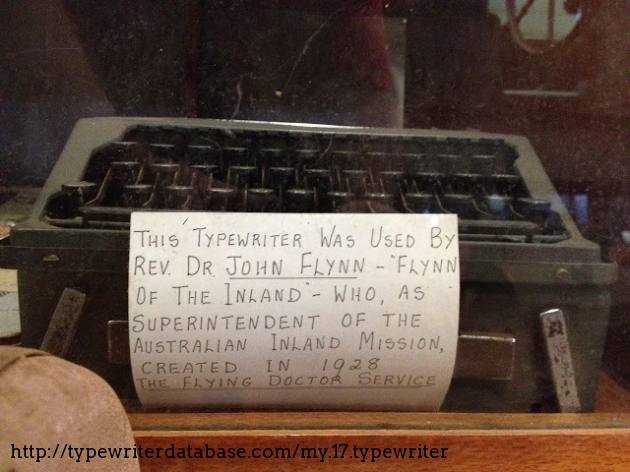 THIS TYPEWRITER WAS USED BY
REV. DR. JOHN FLYNN - "FLYNN
OF THE INLAND" - WHO, AS
SUPERINTENDENT OF THE
AUSTRALIAN INLAND MISSION,
CREATED IN 1928
THE FLYING DOCTOR SERVICE
http://typewriterdatabase.com/my.17.typewriter